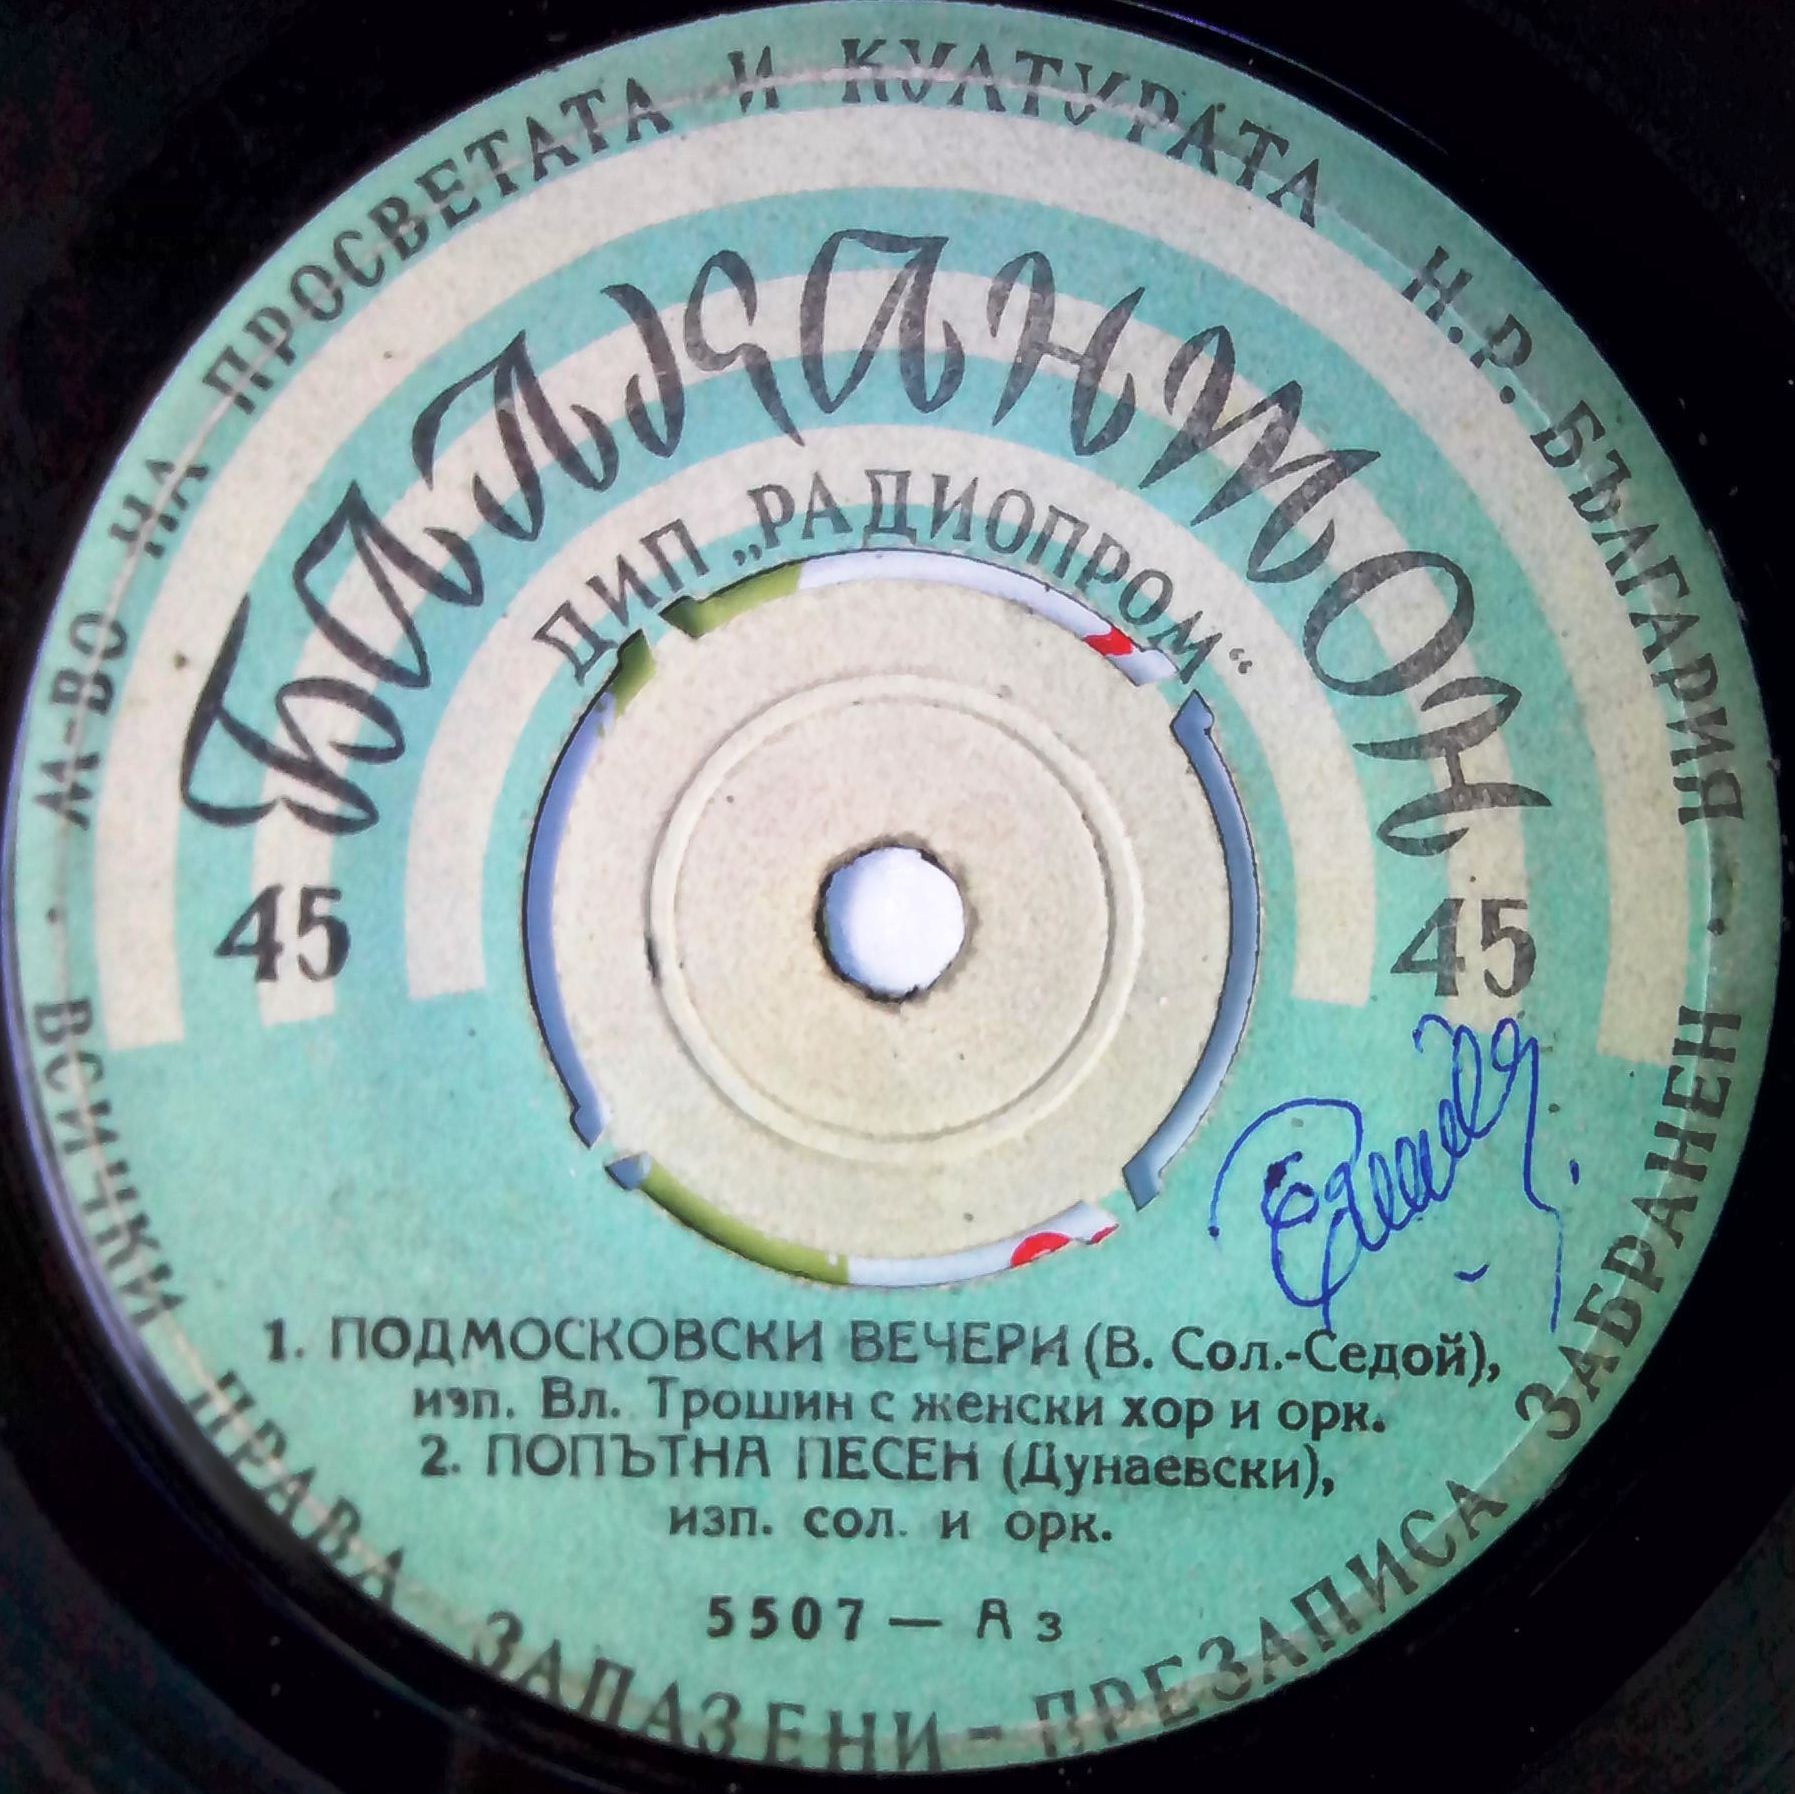 М-ВО НА ПРОСВЕТАТА И КУЛТУРАТА Н.Р. БЪЛГАРИЯ
БАЛКАНТОН
ДИП „РАДИОПРОМ“
45
45
1. ПОДМОСКОВСКИ ВЕЧЕРИ (В. Сол.-Седой),
изп. Вл. Трошин с женски хор и орк.
2. ПОПЪТНА ПЕСЕН (Дунаевски),
изп. сол. и орк.
5507 — А з
ВСИЧКИ ПРАВА ЗАПАЗЕНИ - ПРЕЗАПИСА ЗАБРАНЕН